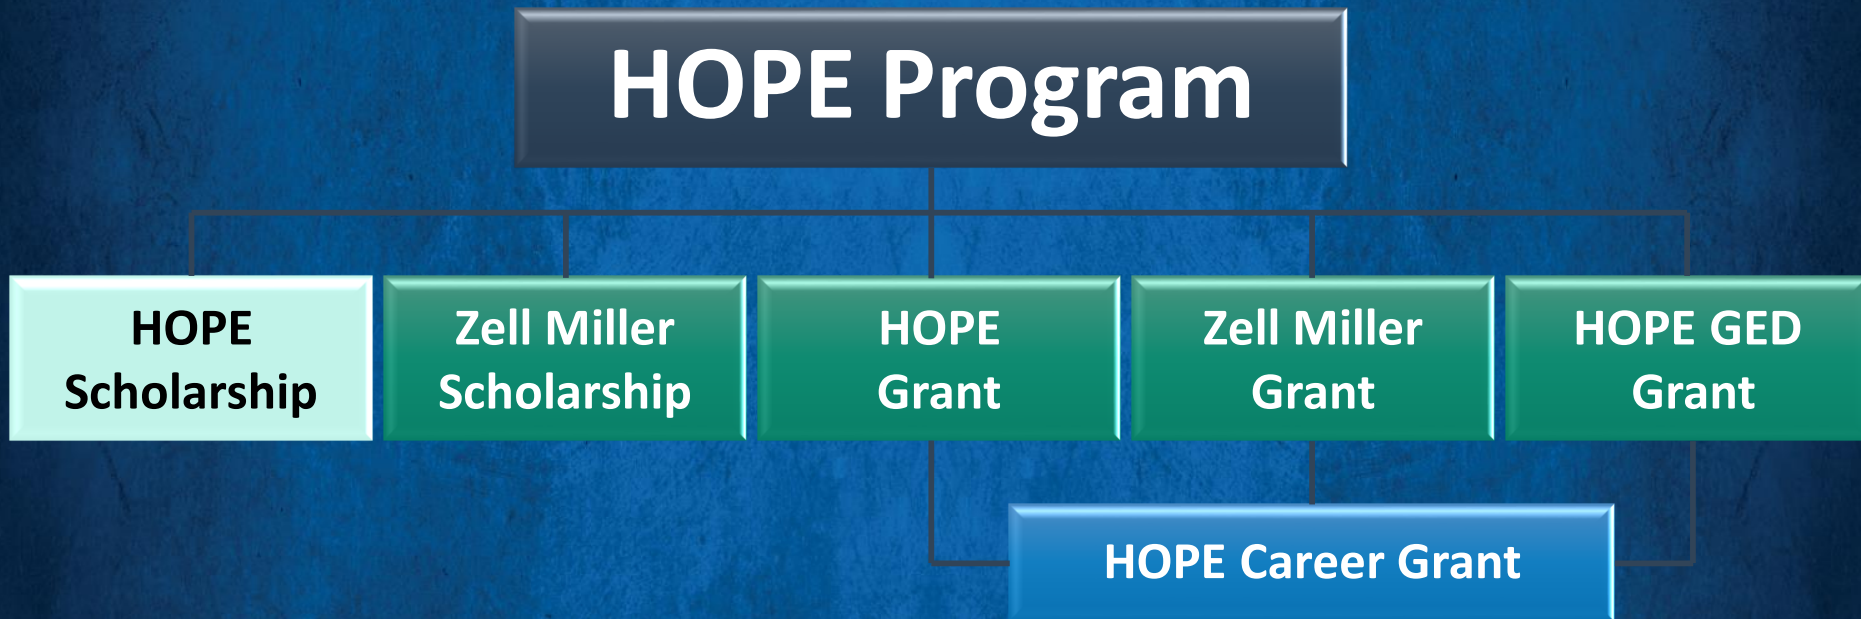 HOPE Program
HOPE
Scholarship
Zell Miller
Scholarship
HOPE
Grant
Zell Miller
Grant
HOPE GED
Grant
HOPE Career Grant